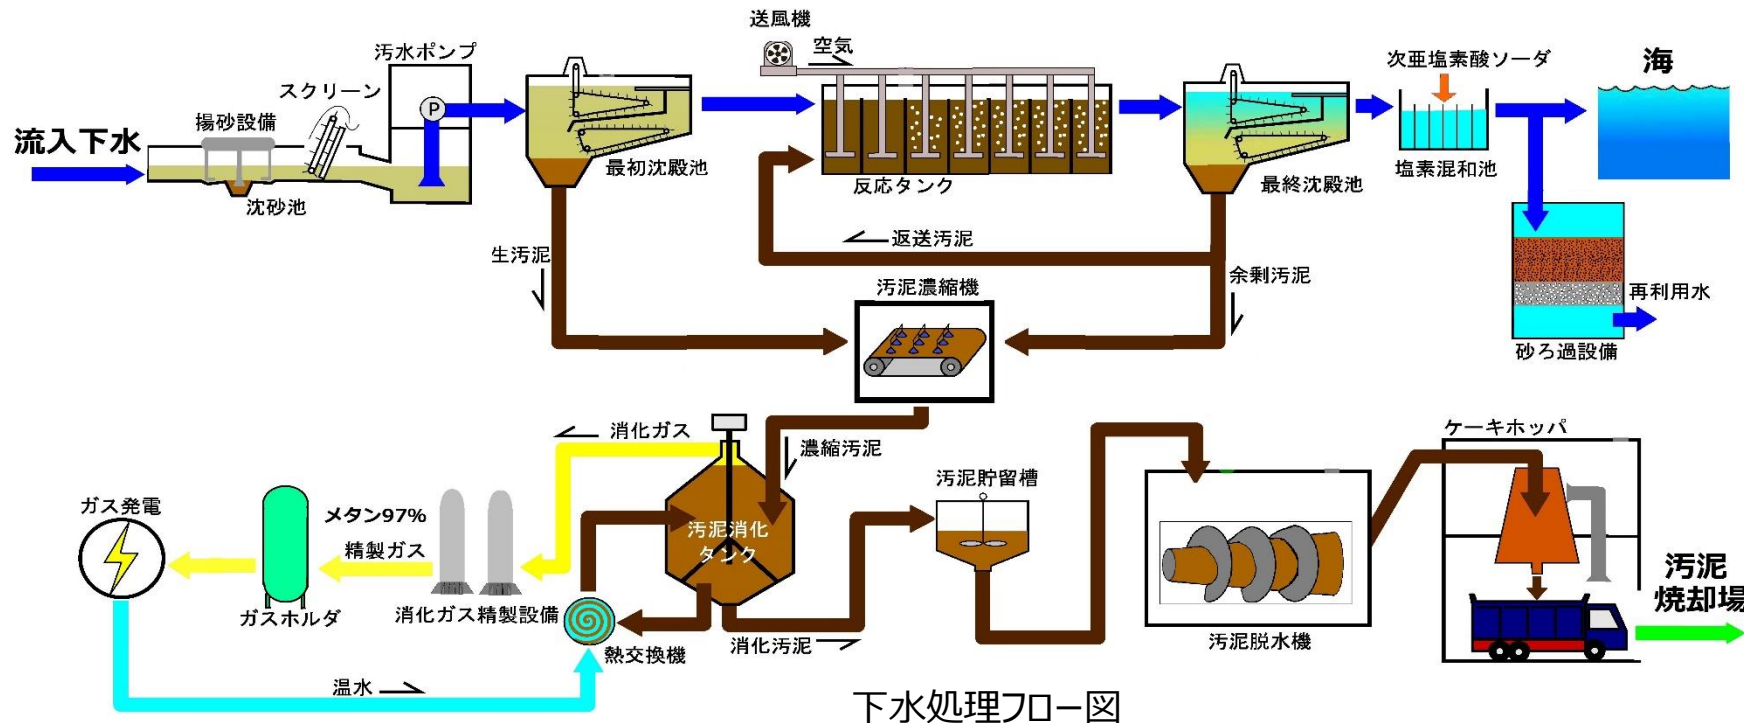 送風機
空気
汚水ポンプ
スクリーン
揚砂設備
流入下水
沈砂池
P
最初沈殿池
反応タンク
最終沈殿池
次亜塩素酸ソーダ
塩素混和池
海
生汚泥
返送汚泥
余剰汚泥
汚泥濃縮機
再利用水
砂ろ過設備
消化ガス
濃縮汚泥
汚泥貯留槽
ケーキホッパ
ガス発電
メタン97%
精製ガス
汚泥消化
タンク
ガスホルダ
消化ガス精製設備
熱交換機
消化汚泥
汚泥脱水機
汚泥
焼却場
温水
下水処理フロー図